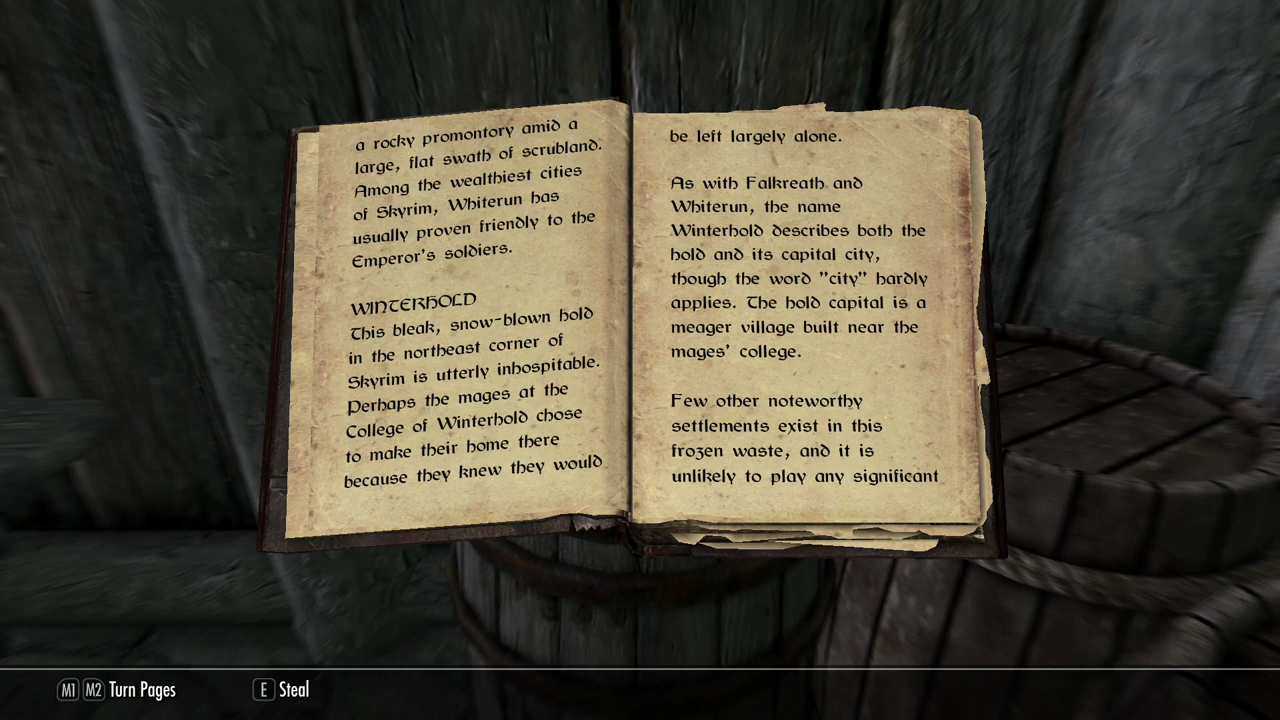 a rocky promontory amid a
large, flat swath of scrubland.
Among the wealthiest cities
of Skyrim, Whiterun has
usually proven friendly to the
Emperor's soldiers.
WINTERHOLD
This bleak, snow-blown hold
in the northeast corner of
Skyrim is utterly inhospitable.
Perhaps the mages at the
College of Winterhold chose
to make their home there
because they knew they would
be left largely alone.
As with Falkreath and
Whiterun, the name
Winterhold describes both the
hold and its capital city,
though the word "city" hardly
applies. The hold capital is a
meager village built near the
mages' college.
Few other noteworthy
settlements exist in this
frozen waste, and it is
unlikely to play any significant
M1 M2 Turn Pages
E Steal